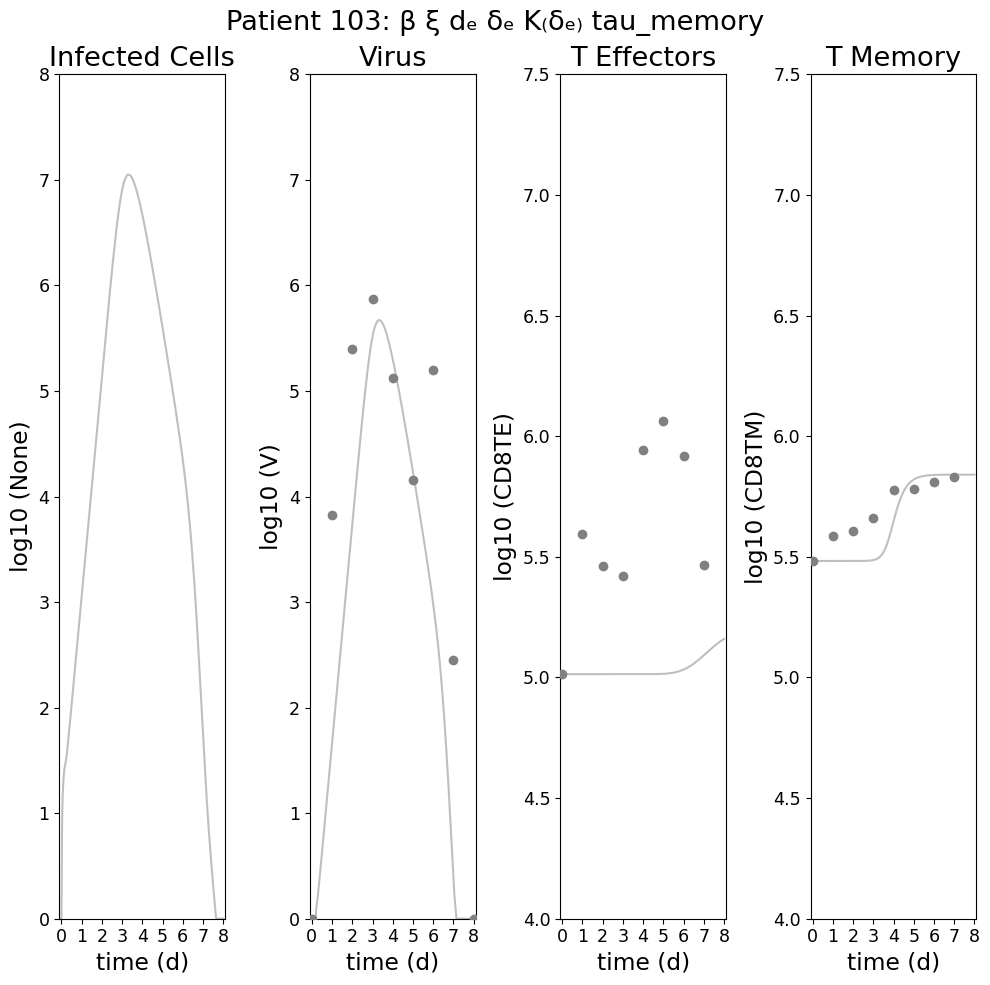 Patient 103: β ξ dₑ δₑ K₍δₑ₎ tau_memory
Infected Cells
Virus
T Effectors
T Memory
log10 (None)
8
7
6
5
4
3
2
1
0
0 1 2 3 4 5 6 7 8
time (d)
log10 (V)
8
7
6
5
4
3
2
1
0
0 1 2 3 4 5 6 7 8
time (d)
log10 (CD8TE)
7.5
7.0
6.5
6.0
5.5
5.0
4.5
4.0
0 1 2 3 4 5 6 7 8
time (d)
log10 (CD8TM)
7.5
7.0
6.5
6.0
5.5
5.0
4.5
4.0
0 1 2 3 4 5 6 7 8
time (d)